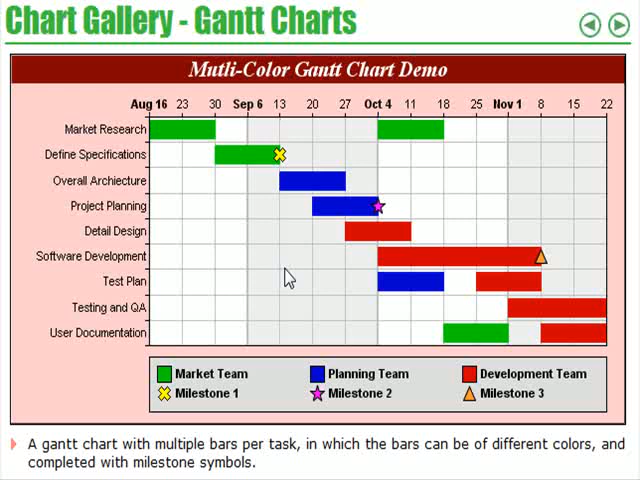 Chart Gallery - Gantt Charts
Mutli-Color Gantt Chart Demo
Aug 16 23 30 Sep 6 13 20 27 Oct 4 11 18 25 Nov 1 8 15 22
Market Research
Define Specifications
Overall Archiecture
Project Planning
Detail Design
Software Development
Test Plan
Testing and QA
User Documentation
Market Team Planning Team Development Team
Milestone 1 Milestone 2 Milestone 3
A gantt chart with multiple bars per task, in which the bars can be of different colors, and
completed with milestone symbols.